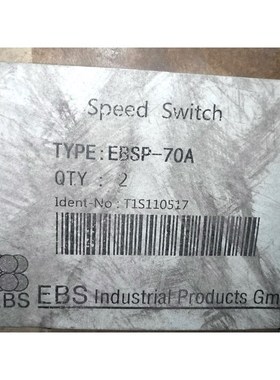 Speed Switch
TYPE:EBSP-70A
QTY : 2
Ident-No : T1S110517
EBS
EBS Industrial Products Gm